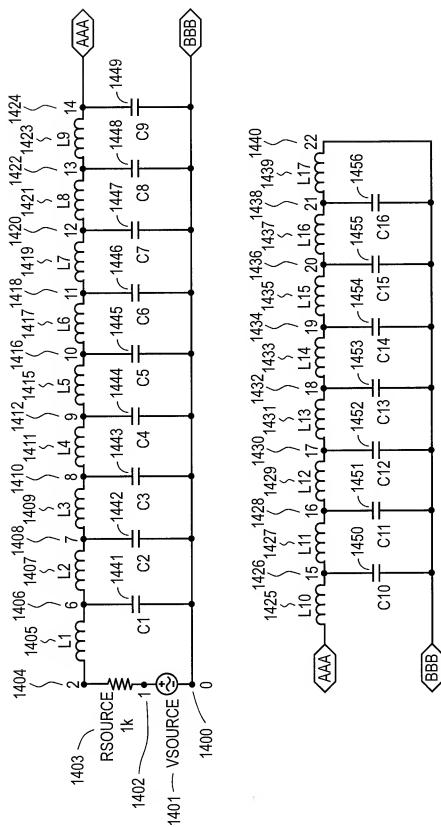 1404 1405 1406 1407 1408 1409 1410 1411 1412 1415 1416 1417 1418 1419 1420 1421 1422 1423 1424
2 L1 6 L2 7 L3 8 L4 9 L5 10 L6 11 L7 12 L8 13 L9 14 AAA
1403
RSOURCE
1k
1402
1
1441 1442 1443 1444 1445 1446 1447 1448 1449
C1 C2 C3 C4 C5 C6 C7 C8 C9
1401 VSOURCE
1400
0
BBB
1425 1426 1427 1428 1429 1430 1431 1432 1433 1434 1435 1436 1437 1438 1439 1440
AAA L10 15 L11 16 L12 17 L13 18 L14 19 L15 20 L16 21 L17 22
1450 1451 1452 1453 1454 1455 1456
C10 C11 C12 C13 C14 C15 C16
BBB